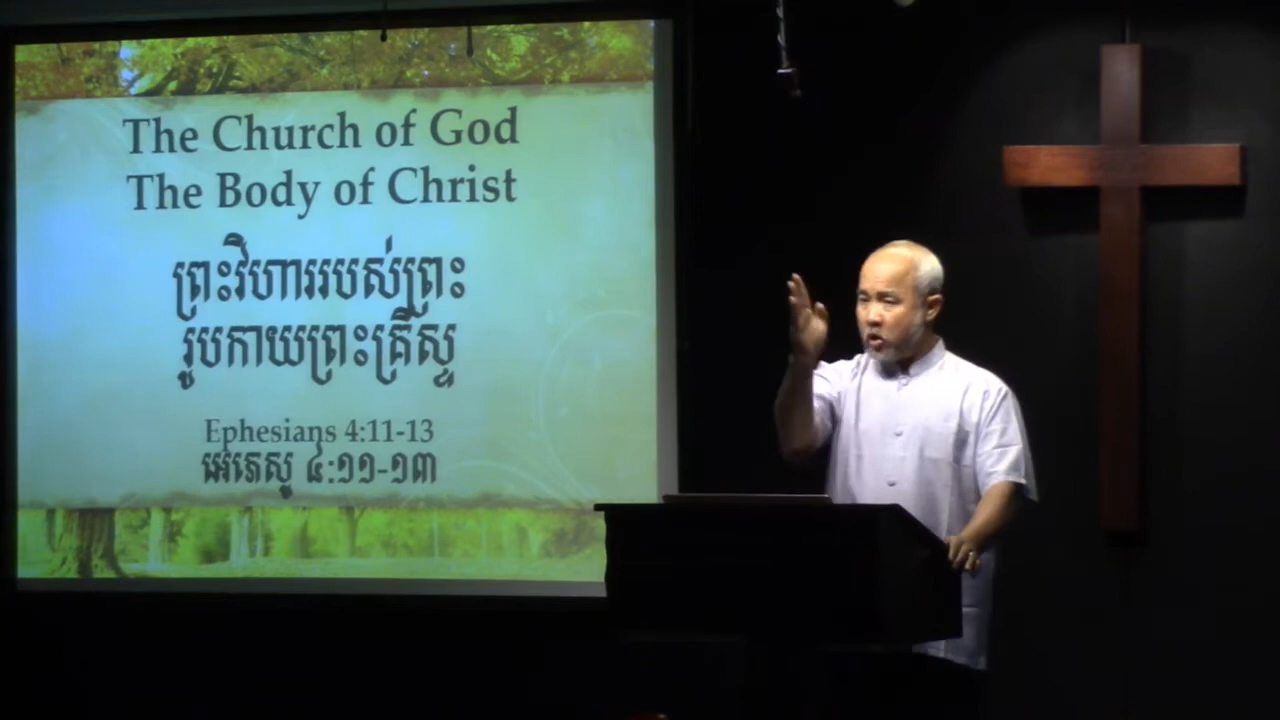 The Church of God
The Body of Christ
ព្រះវិហាររបស់ព្រះ
រូបកាយព្រះគ្រីស្ទ
Ephesians 4:11-13
អេភេសូ ៤:១១-១៣